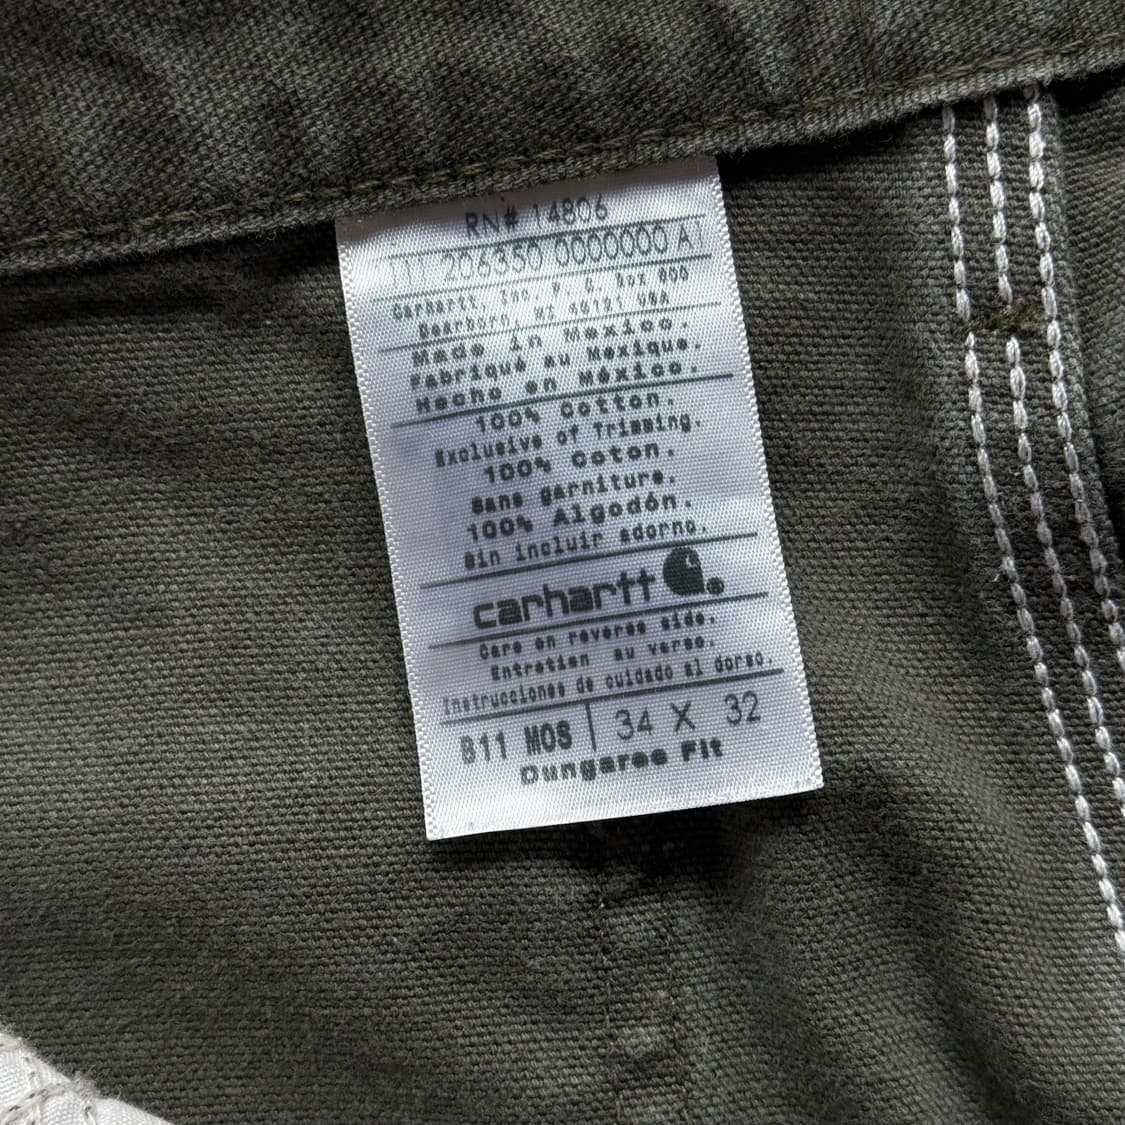 RN# 14806
111 206350 0000000 A1
Carhartt, Inc. P. O. Box 600
Dearborn, MI 48121 USA
Made in Mexico.
Fabriqué au Mexique.
Hecho en México.
100% Cotton.
Exclusive of Trimming.
100% Coton.
Sans garniture.
100% Algodón.
Sin incluir adorno.
carhartt
Care on reverse side.
Entretien au verso.
Instrucciones de cuidado al dorso.
B11 MOS | 34 X 32
Dungaree Fit